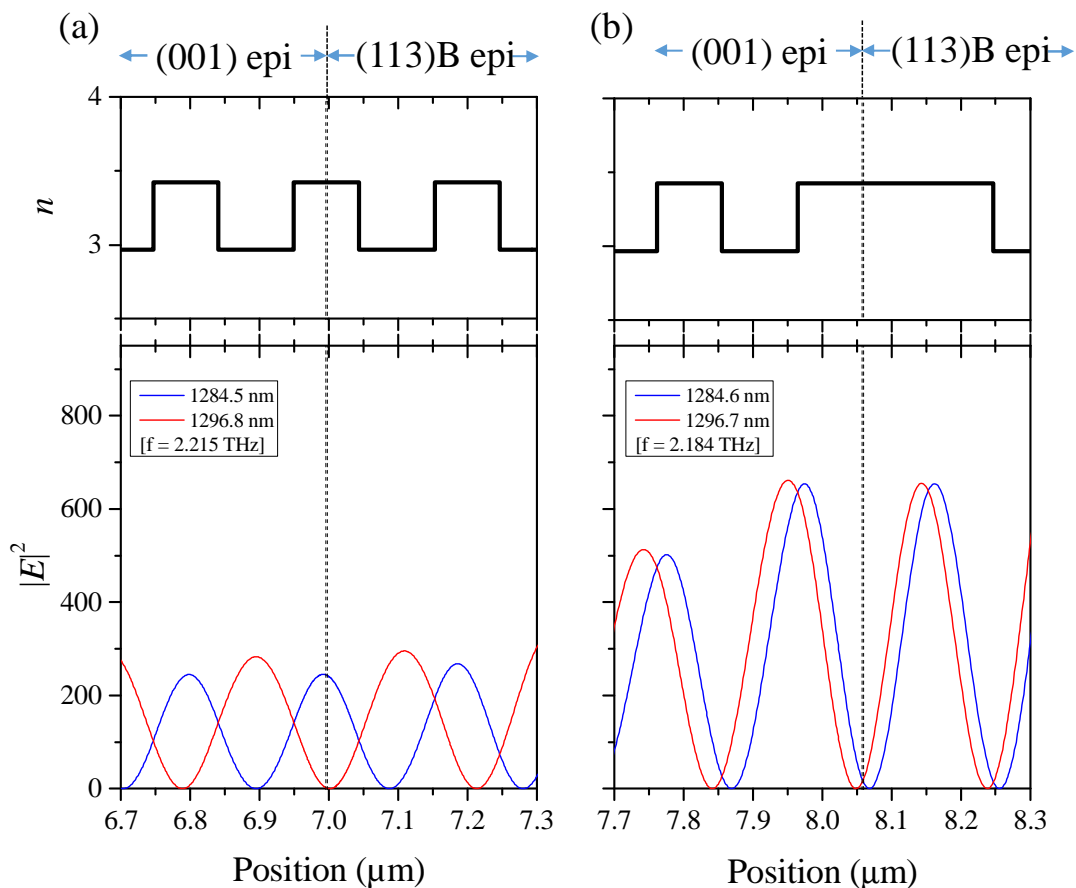 (a)
(001) epi
(113)B epi
4
3
n
1284.5 nm
1296.8 nm
[f = 2.215 THz]
800
600
400
200
0
|E|²
6.7 6.8 6.9 7.0 7.1 7.2 7.3
Position (µm)
(b)
(001) epi
(113)B epi
1284.6 nm
1296.7 nm
[f = 2.184 THz]
7.7 7.8 7.9 8.0 8.1 8.2 8.3
Position (µm)